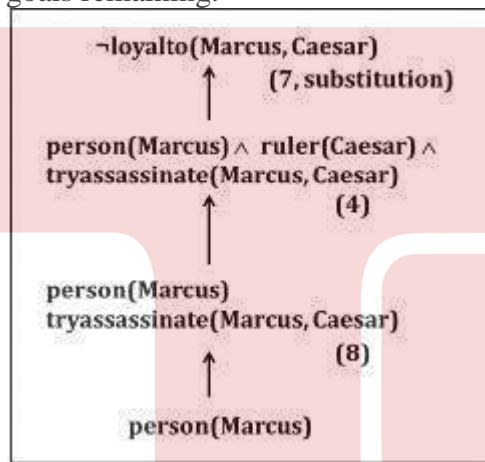 goals remaining.
¬loyalto(Marcus, Caesar)
(7, substitution)
person(Marcus) ∧ ruler(Caesar) ∧
tryassassinate(Marcus, Caesar)
(4)
person(Marcus)
tryassassinate(Marcus, Caesar)
(8)
person(Marcus)